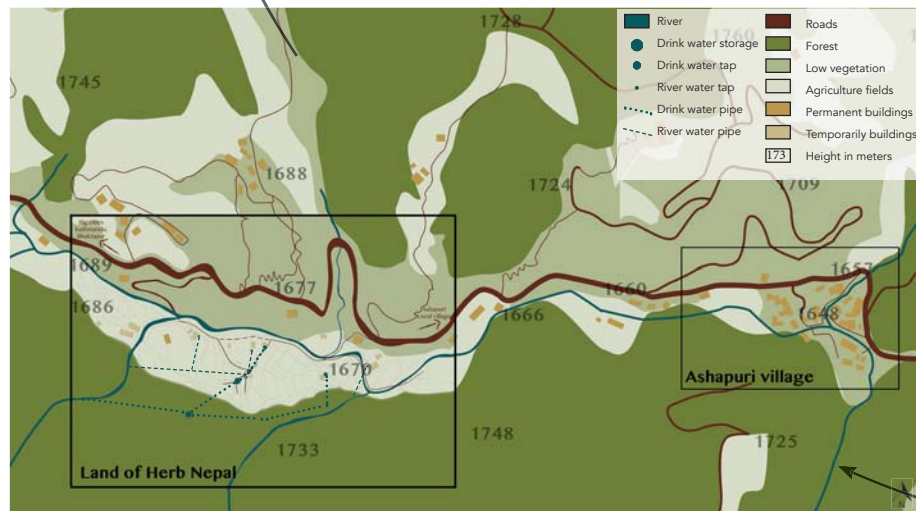 1728
1760
1745
1688
1724
1709
1689
1677
1686
1660
1657
1666
1648
1670
1733
1748
1725
Land of Herb Nepal
Ashapuri village
River
Drink water storage
Drink water tap
River water tap
Drink water pipe
River water pipe
Roads
Forest
Low vegetation
Agriculture fields
Permanent buildings
Temporarily buildings
173
Height in meters
N